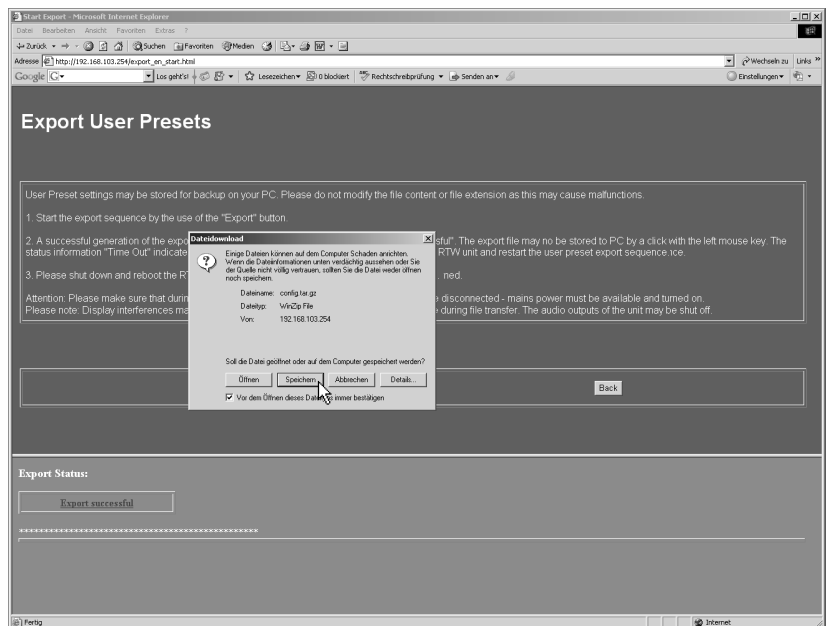 Start Export - Microsoft Internet Explorer
Datei Bearbeiten Ansicht Favoriten Extras ?
Zurück Suchen Favoriten Medien
Adresse http://192.168.103.254/export_en_start.html Wechseln zu Links »
Google Los geht's! Lesezeichen 0 blockiert Rechtschreibprüfung Senden an Einstellungen
Export User Presets
User Preset settings may be stored for backup on your PC. Please do not modify the file content or file extension as this may cause malfunctions.
1. Start the export sequence by the use of the "Export" button.
2. A successful generation of the expo sful". The export file may no be stored to PC by a click with the left mouse key. The
status information "Time Out" indicate RTW unit and restart the user preset export sequence.ice.
3. Please shut down and reboot the RT ned.
Attention: Please make sure that durin e disconnected - mains power must be available and turned on.
Please note: Display interferences ma during file transfer. The audio outputs of the unit may be shut off.
Dateidownload
Einige Dateien können auf dem Computer Schaden anrichten.
Wenn die Dateiinformationen unten verdächtig aussehen oder Sie
der Quelle nicht völlig vertrauen, sollten Sie die Datei weder öffnen
noch speichern.
Dateiname: config.tar.gz
Dateityp: WinZip File
Von: 192.168.103.254
Soll die Datei geöffnet oder auf dem Computer gespeichert werden?
Öffnen Speichern Abbrechen Details...
Vor dem Öffnen dieses immer bestätigen
Back
Export Status:
Export successful
Fertig Internet